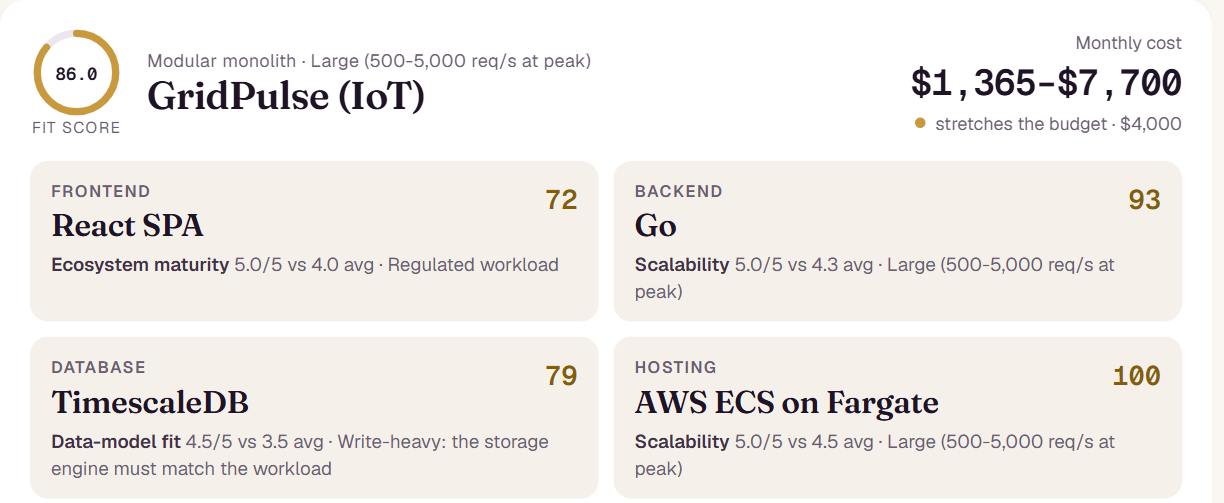 86.0
FIT SCORE
Modular monolith · Large (500-5,000 req/s at peak)
GridPulse (IoT)
Monthly cost
$1,365–$7,700
stretches the budget · $4,000
FRONTEND
72
React SPA
Ecosystem maturity 5.0/5 vs 4.0 avg · Regulated workload
BACKEND
93
Go
Scalability 5.0/5 vs 4.3 avg · Large (500-5,000 req/s at
peak)
DATABASE
79
TimescaleDB
Data-model fit 4.5/5 vs 3.5 avg · Write-heavy: the storage
engine must match the workload
HOSTING
100
AWS ECS on Fargate
Scalability 5.0/5 vs 4.5 avg · Large (500-5,000 req/s at
peak)